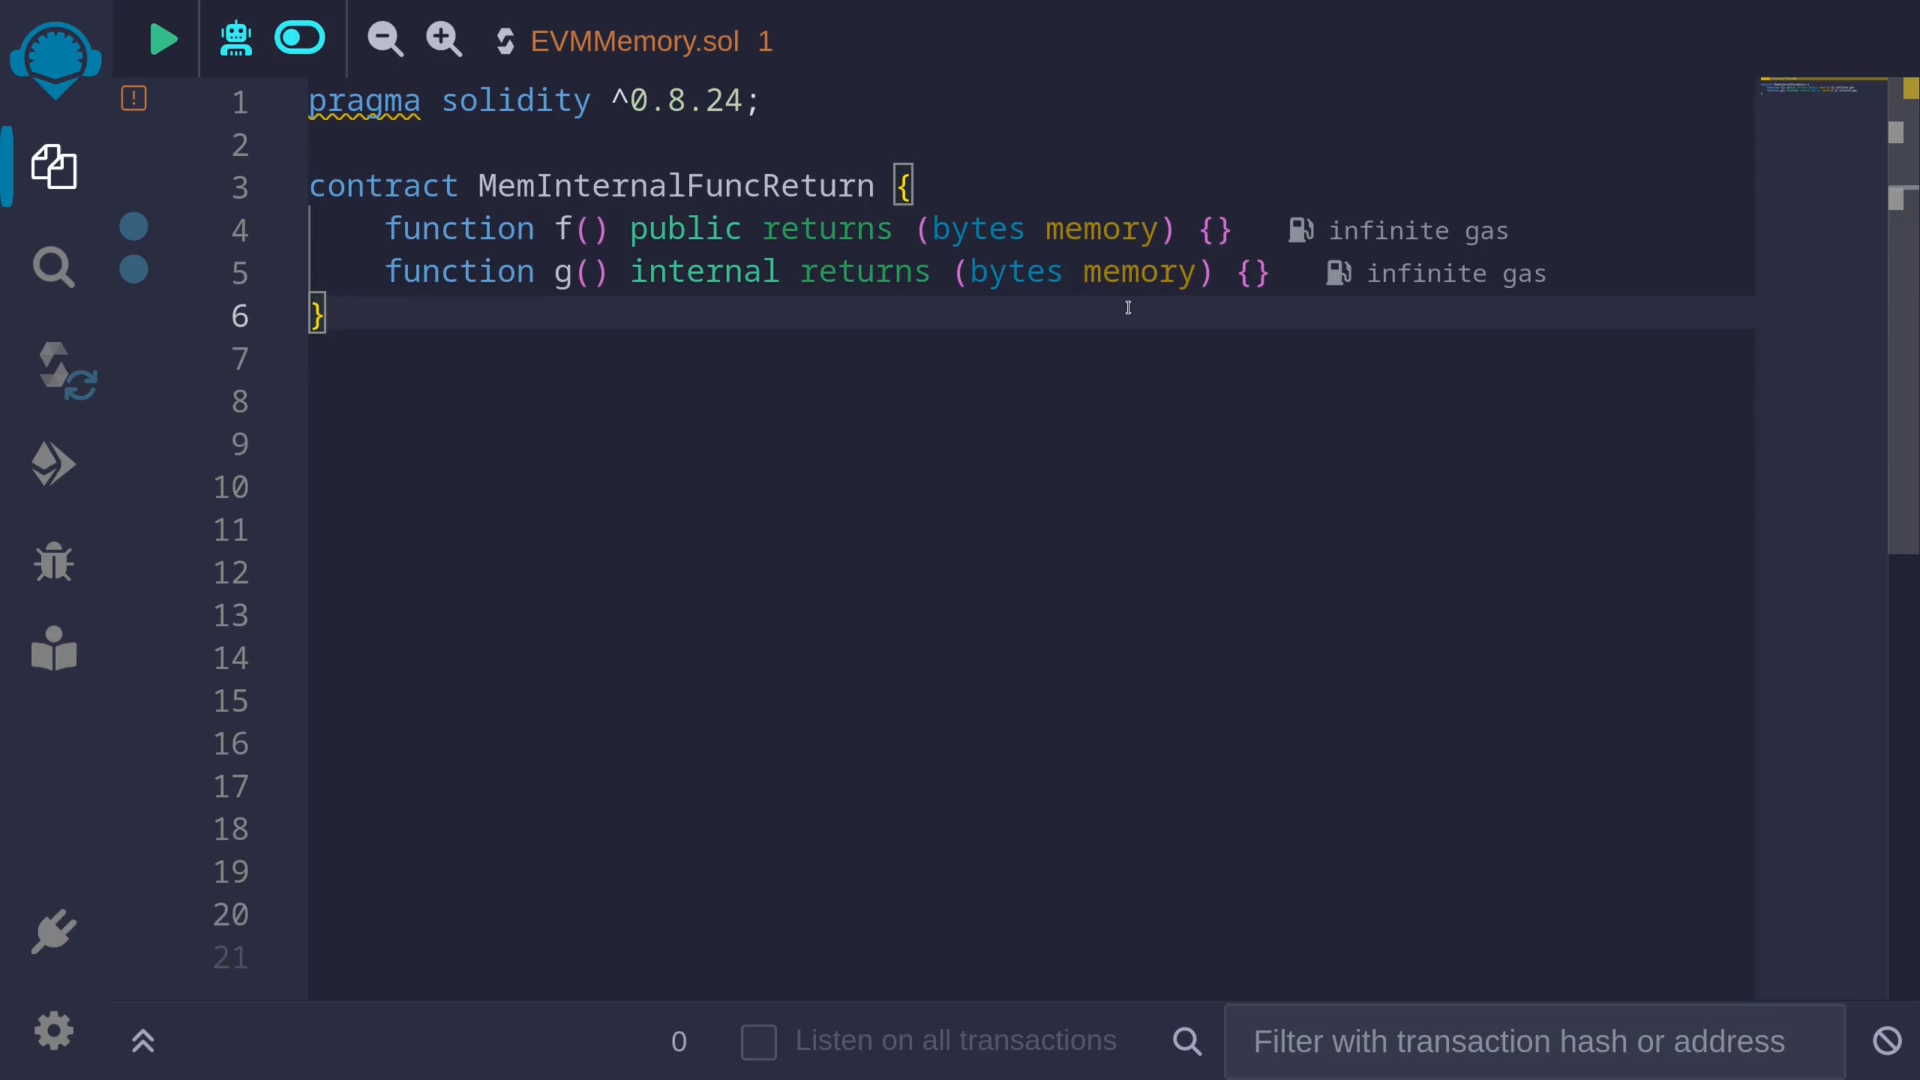 EVMMemory.sol 1
1 pragma solidity ^0.8.24;
2
3 contract MemInternalFuncReturn {
4 function f() public returns (bytes memory) {} infinite gas
5 function g() internal returns (bytes memory) {} infinite gas
6 }
7
8
9
10
11
12
13
14
15
16
17
18
19
20
21
0 Listen on all transactions Filter with transaction hash or address